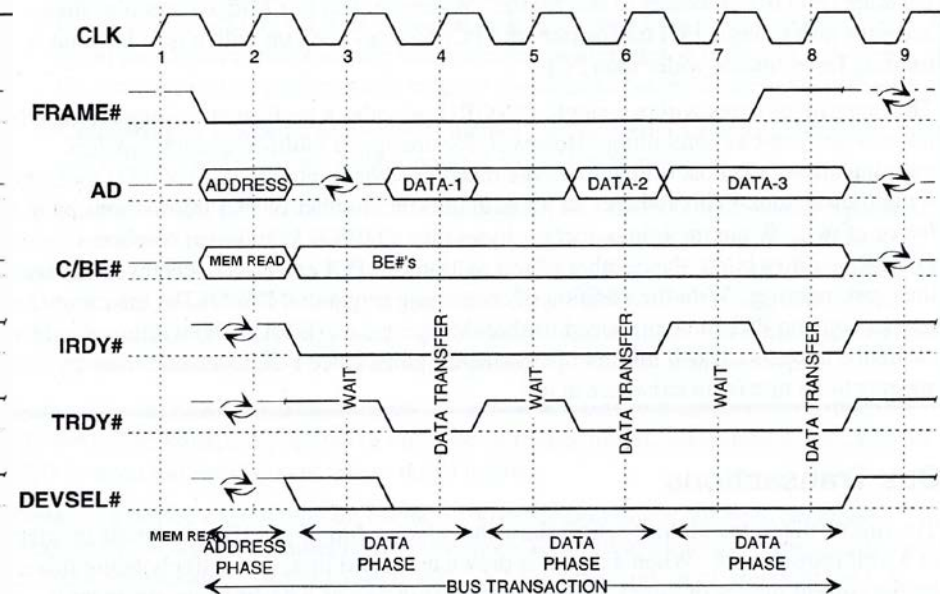 CLK
1 2 3 4 5 6 7 8 9
FRAME#
AD ADDRESS DATA-1 DATA-2 DATA-3
C/BE# MEM READ BE#'s
IRDY#
WAIT DATA TRANSFER WAIT DATA TRANSFER WAIT DATA TRANSFER
TRDY#
DEVSEL#
MEM READ
ADDRESS DATA DATA DATA
PHASE PHASE PHASE PHASE
BUS TRANSACTION